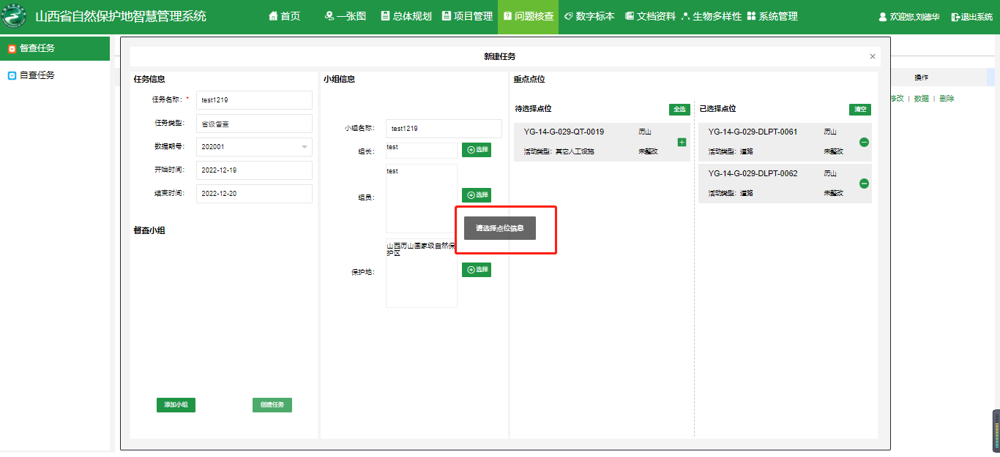 山西省自然保护地智慧管理系统
首页
一张图
总体规划
项目管理
问题核查
数字标本
文档资料
生物多样性
系统管理
欢迎您,刘德华
退出系统
督查任务
自查任务
新建任务
×
任务信息
任务名称：* test1219
任务类型： 省级督查
数据期号： 202001
开始时间： 2022-12-19
结束时间： 2022-12-20
督查小组
添加小组
创建任务
小组信息
小组名称： test1219
组长： test 选择
组员： test 选择
保护地： 山西历山国家级自然保
护区
选择
请选择点位信息
重点点位
待选择点位 全选
YG-14-G-029-QT-0019 历山
活动类型：其它人工设施 未整改
已选择点位 清空
YG-14-G-029-DLPT-0061 历山
活动类型：道路 未整改
YG-14-G-029-DLPT-0062 历山
活动类型：道路 未整改
操作
修改 | 数据 | 删除